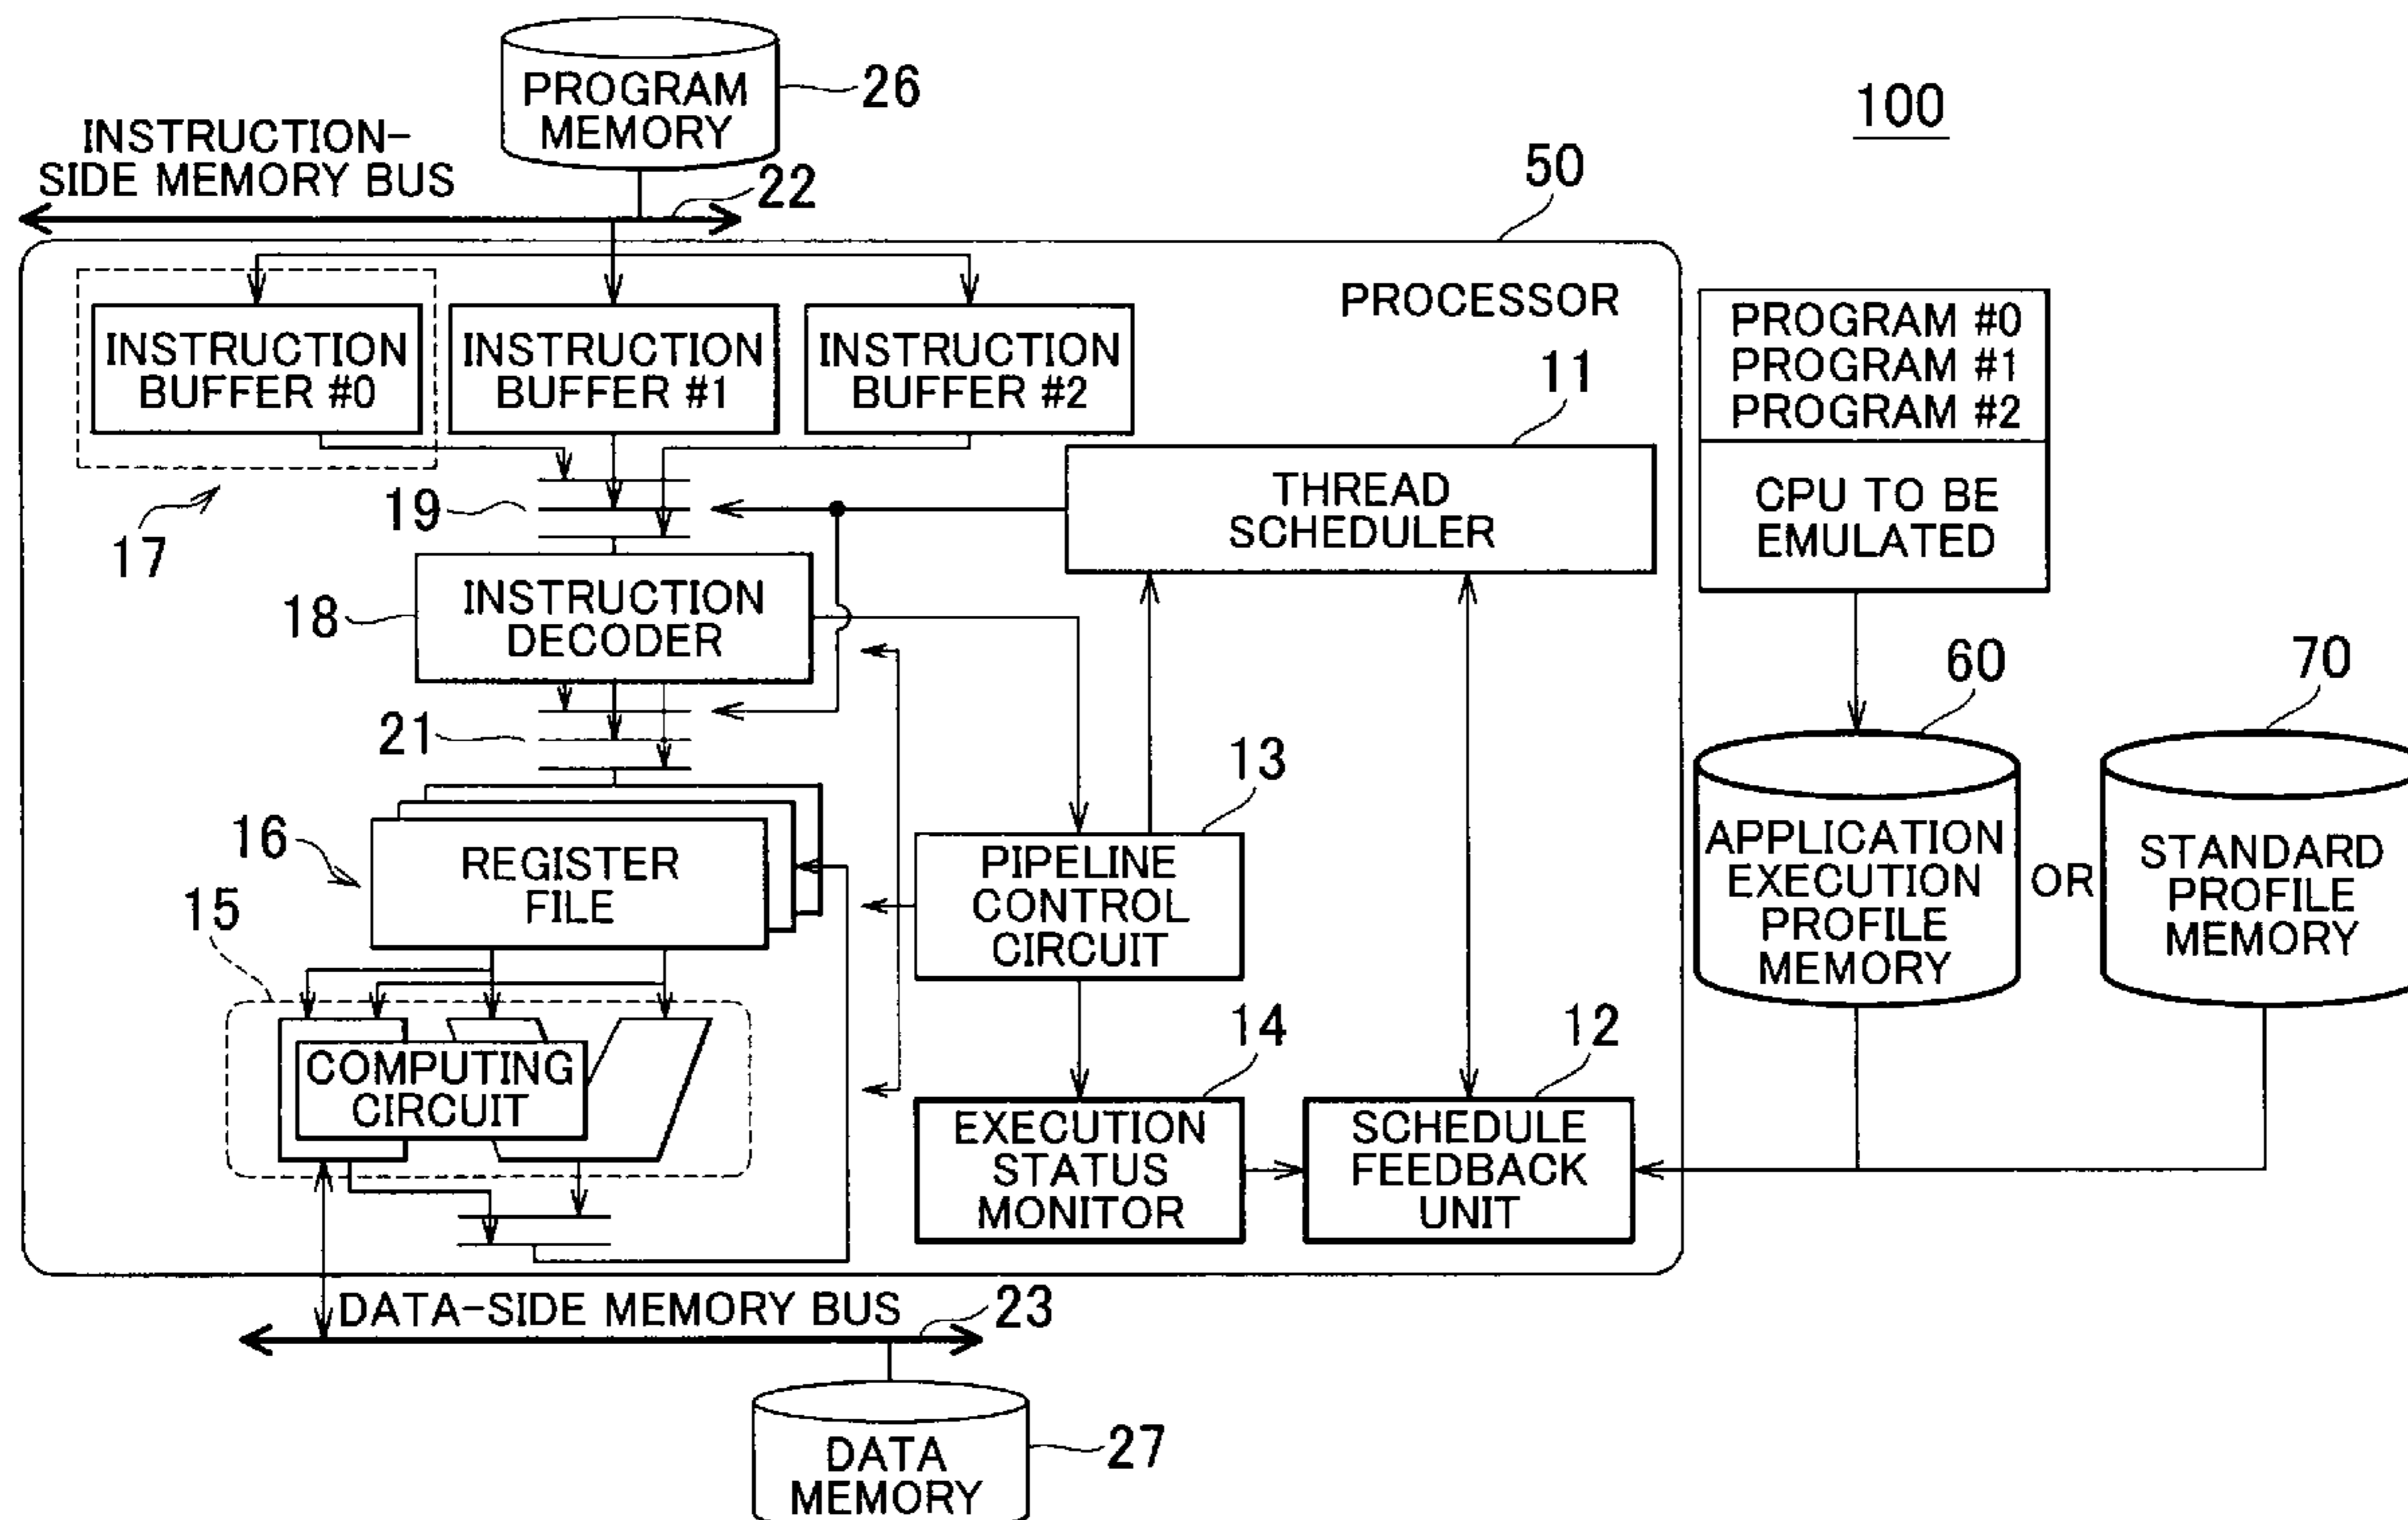 PROGRAM
MEMORY
26
100
INSTRUCTION-
SIDE MEMORY BUS
22
50
PROCESSOR
INSTRUCTION
BUFFER #0
INSTRUCTION
BUFFER #1
INSTRUCTION
BUFFER #2
17
PROGRAM #0
PROGRAM #1
PROGRAM #2
CPU TO BE
EMULATED
11
THREAD
SCHEDULER
19
18
INSTRUCTION
DECODER
21
60
70
16
REGISTER
FILE
13
PIPELINE
CONTROL
CIRCUIT
APPLICATION
EXECUTION
PROFILE
MEMORY
OR
STANDARD
PROFILE
MEMORY
15
COMPUTING
CIRCUIT
14
EXECUTION
STATUS
MONITOR
12
SCHEDULE
FEEDBACK
UNIT
DATA-SIDE MEMORY BUS
23
DATA
MEMORY
27